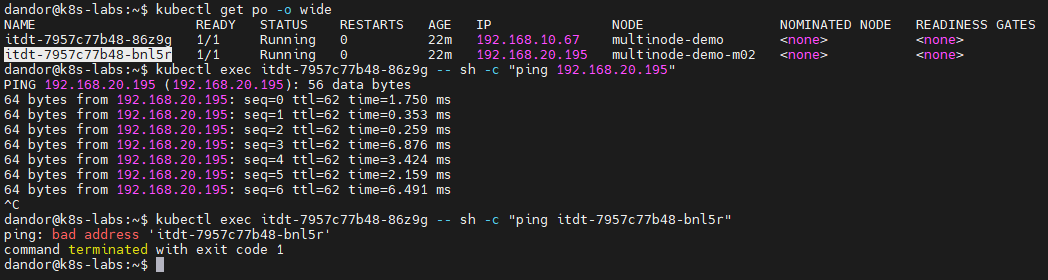 dandor@k8s-labs:~$ kubectl get po -o wide
NAME READY STATUS RESTARTS AGE IP NODE NOMINATED NODE READINESS GATES
itdt-7957c77b48-86z9g 1/1 Running 0 22m 192.168.10.67 multinode-demo <none> <none>
itdt-7957c77b48-bnl5r 1/1 Running 0 22m 192.168.20.195 multinode-demo-m02 <none> <none>
dandor@k8s-labs:~$ kubectl exec itdt-7957c77b48-86z9g -- sh -c "ping 192.168.20.195"
PING 192.168.20.195 (192.168.20.195): 56 data bytes
64 bytes from 192.168.20.195: seq=0 ttl=62 time=1.750 ms
64 bytes from 192.168.20.195: seq=1 ttl=62 time=0.353 ms
64 bytes from 192.168.20.195: seq=2 ttl=62 time=0.259 ms
64 bytes from 192.168.20.195: seq=3 ttl=62 time=6.876 ms
64 bytes from 192.168.20.195: seq=4 ttl=62 time=3.424 ms
64 bytes from 192.168.20.195: seq=5 ttl=62 time=2.159 ms
64 bytes from 192.168.20.195: seq=6 ttl=62 time=6.491 ms
^C
dandor@k8s-labs:~$ kubectl exec itdt-7957c77b48-86z9g -- sh -c "ping itdt-7957c77b48-bnl5r"
ping: bad address 'itdt-7957c77b48-bnl5r'
command terminated with exit code 1
dandor@k8s-labs:~$